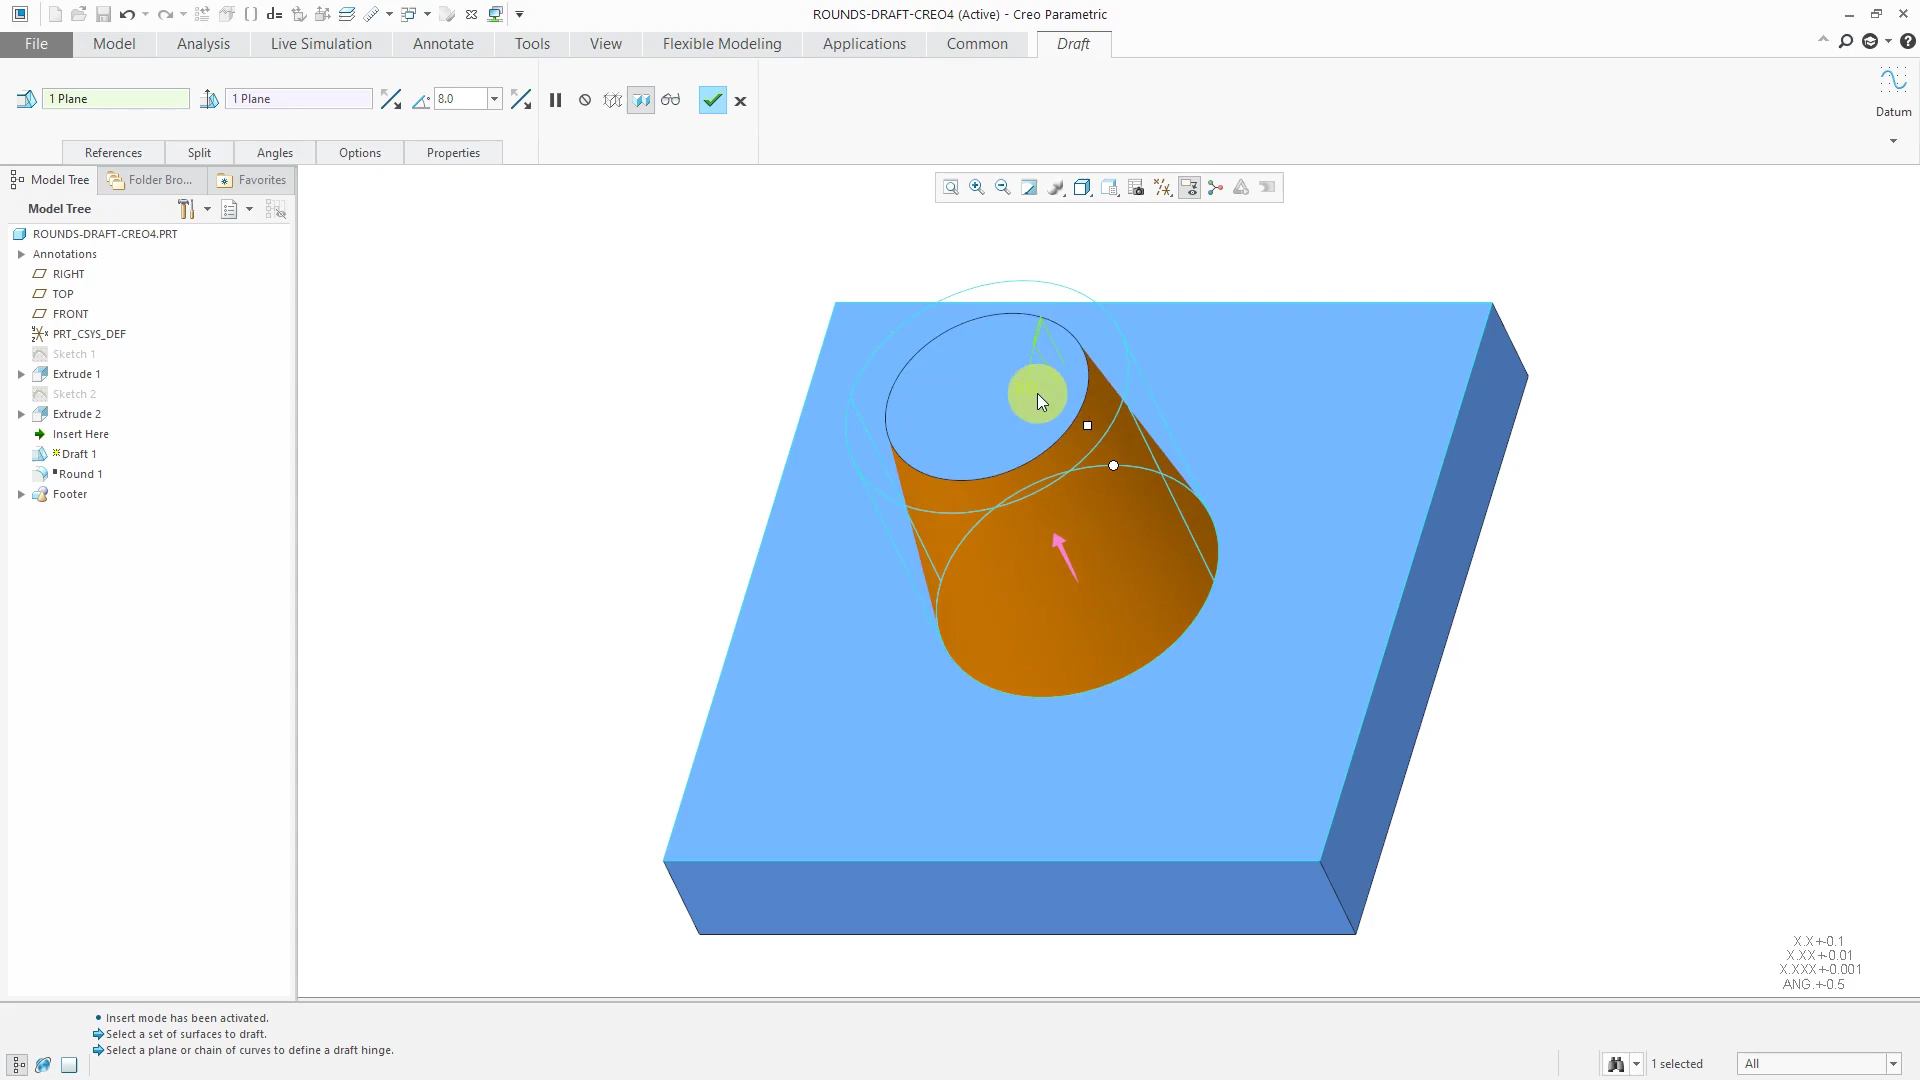 ROUNDS-DRAFT-CREO4 (Active) - Creo Parametric
File Model Analysis Live Simulation Annotate Tools View Flexible Modeling Applications Common Draft
1 Plane 1 Plane 8.0
Datum
References Split Angles Options Properties
Model Tree Folder Bro... Favorites
Model Tree
ROUNDS-DRAFT-CREO4.PRT
Annotations
RIGHT
TOP
FRONT
PRT_CSYS_DEF
Sketch 1
Extrude 1
Sketch 2
Extrude 2
Insert Here
Draft 1
Round 1
Footer
X.X+-0.1
X.XX+-0.01
X.XXX+-0.001
ANG.+-0.5
Insert mode has been activated.
Select a set of surfaces to draft.
Select a plane or chain of curves to define a draft hinge.
1 selected All